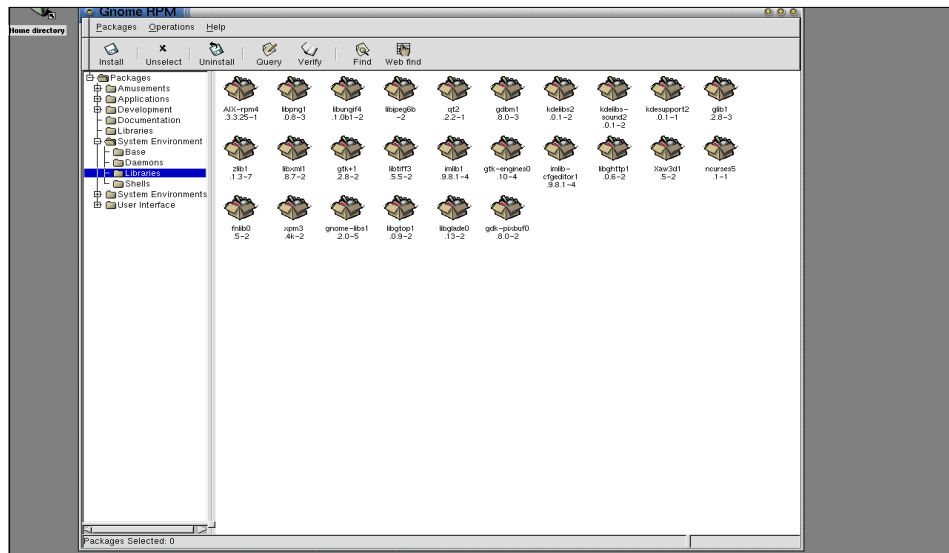 Gnome RPM
Home directory
Packages Operations Help
Install Unselect Uninstall Query Verify Find Web find
Packages
Amusements
Applications
Development
Documentation
Libraries
System Environment
Base
Daemons
Libraries
Shells
System Environments
User Interface
AIX-rpm4 libpng1 libungif4 libjpeg6b qt2 gdbm1 kdelibs2 kdelibs- kdesupport2 glib1
.3.3.25-1 .0.8-3 .1.0b1-2 -2 .2.2-1 .8.0-3 .0.1-2 sound2 .0.1-1 .2.8-3
.0.1-2
zlib1 libxml1 gtk+1 libtiff3 imlib1 gtk-engines0 imlib- libghttp1 Xaw3d1 ncurses5
.1.3-7 .8.7-2 .2.8-2 .5.5-2 .9.8.1-4 .10-4 cfgeditor1 .0.6-2 .5-2 .1-1
.9.8.1-4
fnlib0 xpm3 gnome-libs1 libgtop1 libglade0 gdk-pixbuf0
.5-2 .4k-2 .2.0-5 .0.9-2 .13-2 .8.0-2
Packages Selected: 0